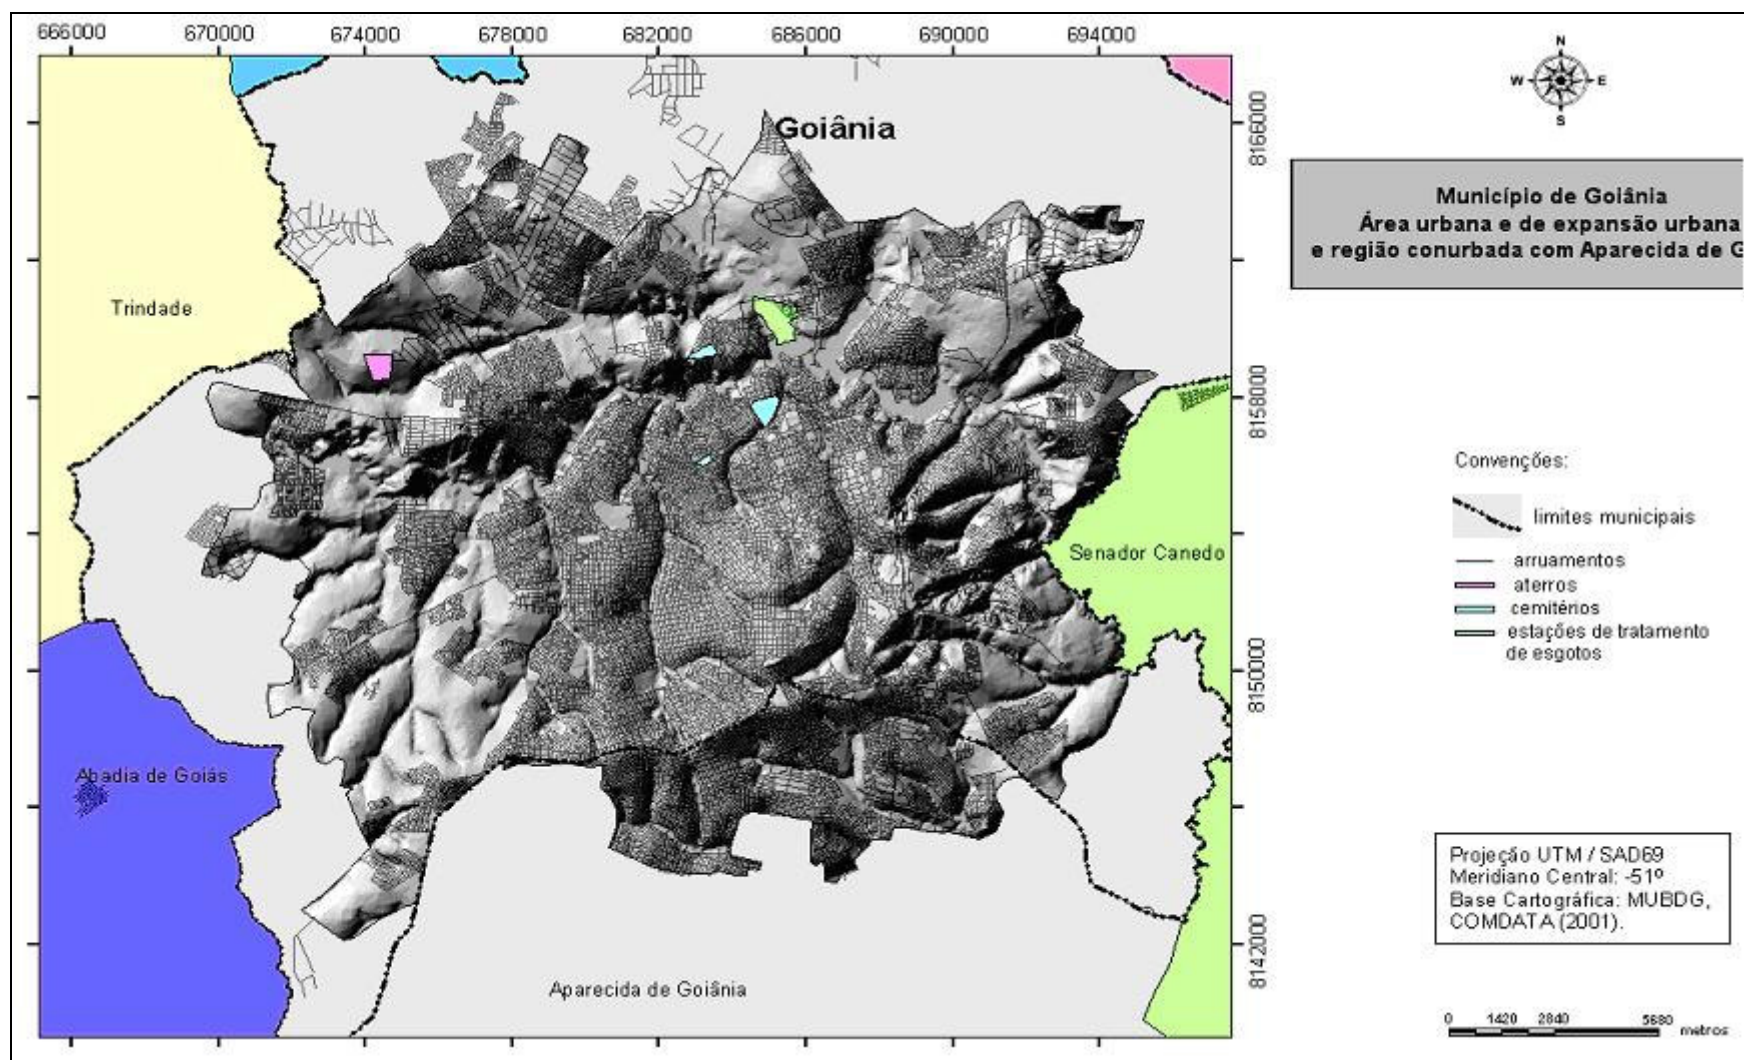 666000 670000 674000 678000 682000 686000 690000 694000
N
W E
S
8166000
Goiânia
Município de Goiânia
Área urbana e de expansão urbana
e região conurbada com Aparecida de G
Trindade
8158000
Convenções:
limites municipais
Senador Canedo
arruamentos
aterros
cemitérios
estações de tratamento
de esgotos
8150000
Abadia de Goiás
Projeção UTM / SAD69
Meridiano Central: -51º
Base Cartográfica: MUBDG,
COMDATA (2001).
8142000
Aparecida de Goiânia
0 1420 2840 5680
metros